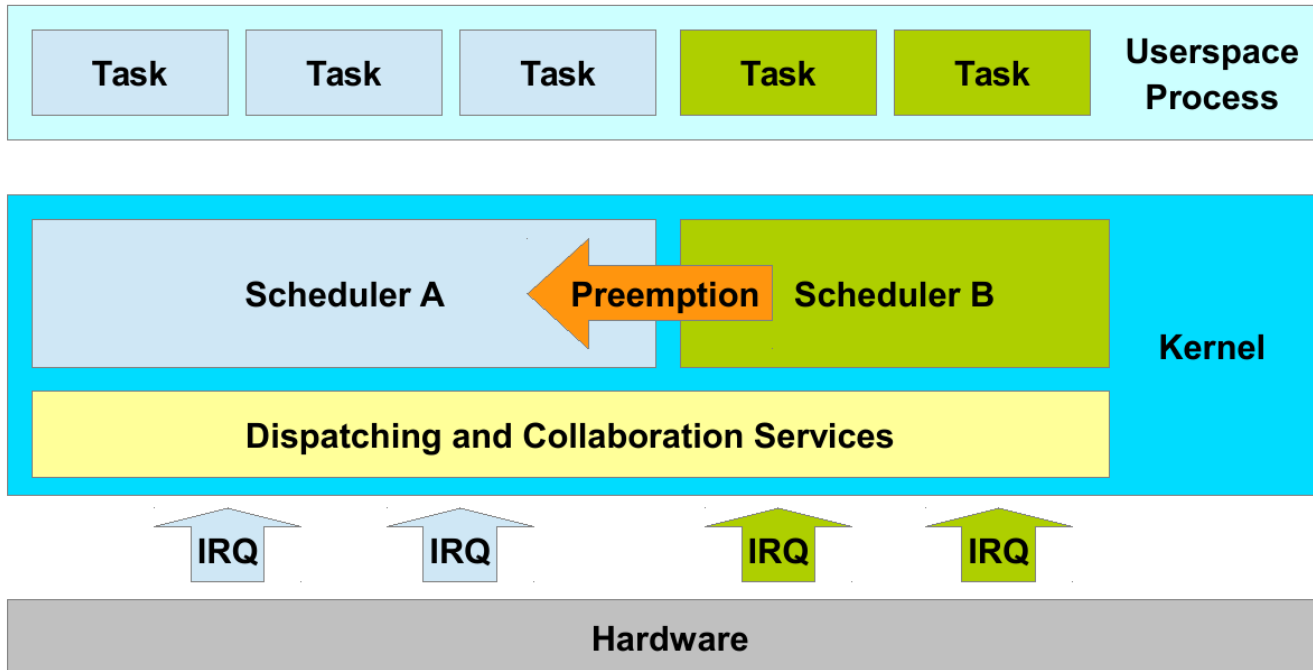 Task
Task
Task
Task
Task
Userspace
Process
Scheduler A
Preemption
Scheduler B
Kernel
Dispatching and Collaboration Services
IRQ
IRQ
IRQ
IRQ
Hardware